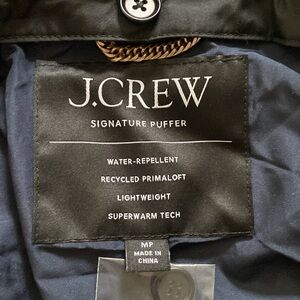 J.CREW
SIGNATURE PUFFER
WATER-REPELLENT
RECYCLED PRIMALOFT
LIGHTWEIGHT
SUPERWARM TECH
MP
MADE IN
CHINA